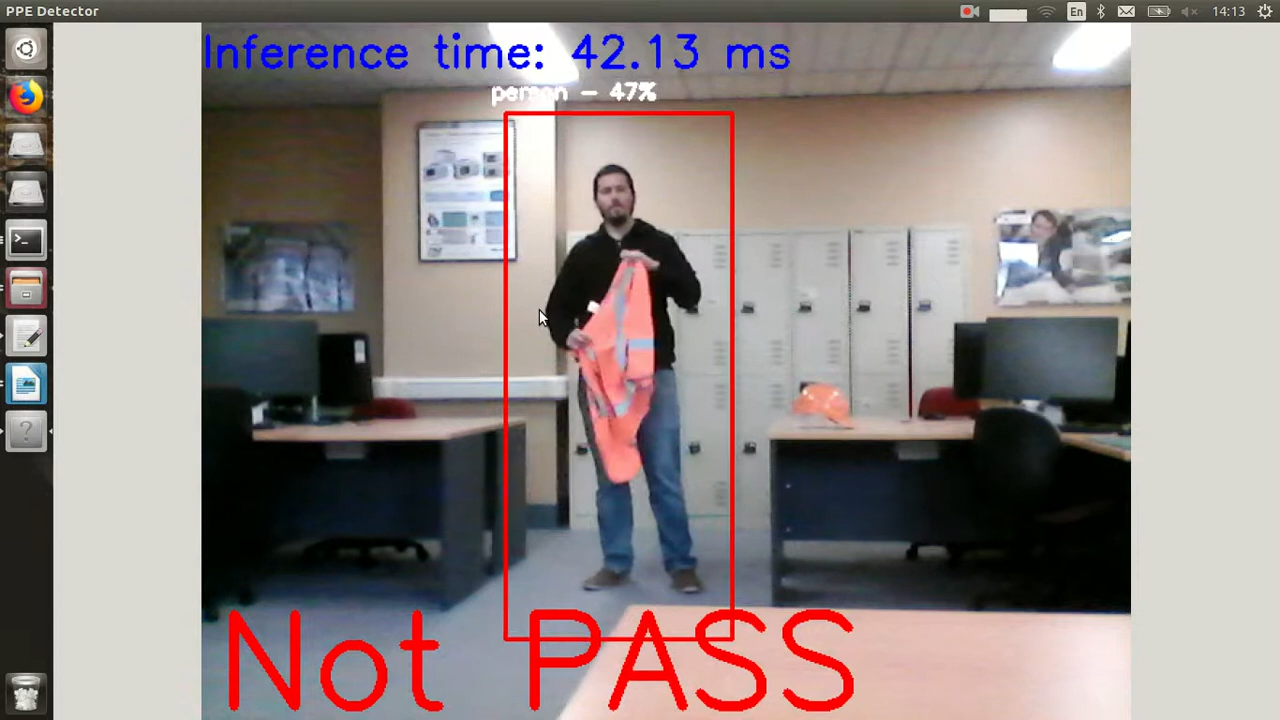 PPE Detector
En
14:13
Inference time: 42.13 ms
person - 47%
Not PASS